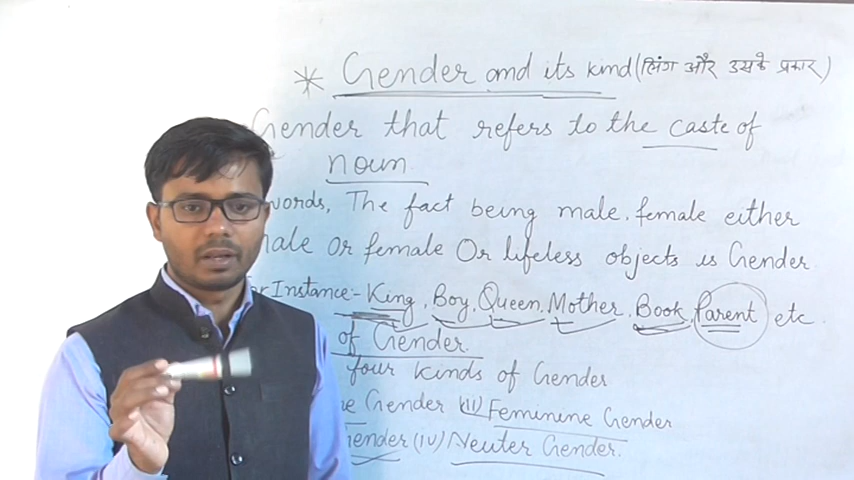 * Gender and its kind (लिंग और उसके प्रकार)
Gender that refers to the caste of
noun.
words, The fact being male, female either
male or female Or lifeless objects is Gender
For Instance:- King, Boy, Queen, Mother, Book, Parent etc.
of Gender.
four kinds of Gender
Gender (II) Feminine Gender
Gender (IV) Neuter Gender.